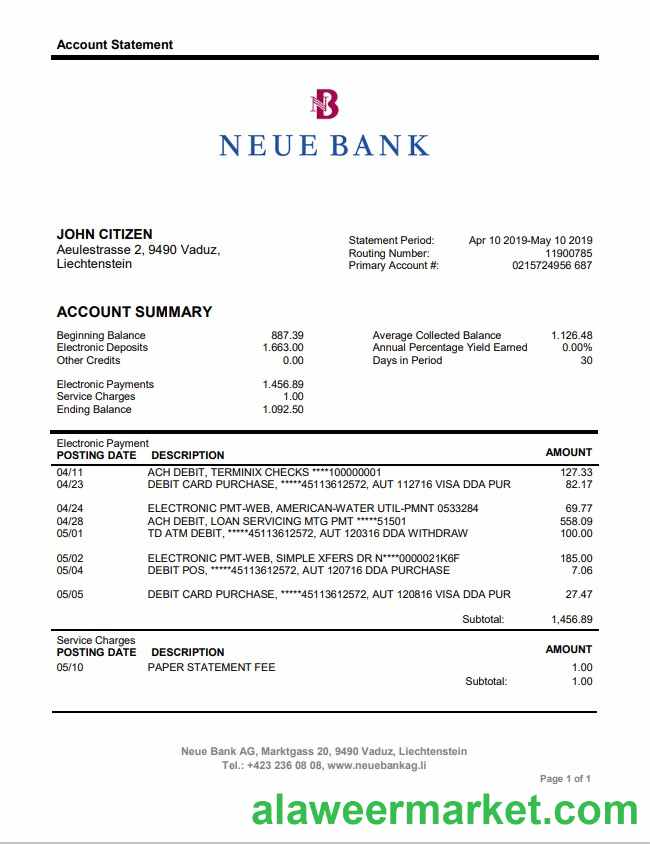 Account Statement
NB
NEUE BANK
JOHN CITIZEN
Aeulestrasse 2, 9490 Vaduz,
Liechtenstein
Statement Period: Apr 10 2019-May 10 2019
Routing Number: 11900785
Primary Account #: 0215724956 687
ACCOUNT SUMMARY
Beginning Balance 887.39 Average Collected Balance 1.126.48
Electronic Deposits 1.663.00 Annual Percentage Yield Earned 0.00%
Other Credits 0.00 Days in Period 30
Electronic Payments 1.456.89
Service Charges 1.00
Ending Balance 1.092.50
Electronic Payment
POSTING DATE DESCRIPTION AMOUNT
04/11 ACH DEBIT, TERMINIX CHECKS ****100000001 127.33
04/23 DEBIT CARD PURCHASE, *****45113612572, AUT 112716 VISA DDA PUR 82.17
04/24 ELECTRONIC PMT-WEB, AMERICAN-WATER UTIL-PMNT 0533284 69.77
04/28 ACH DEBIT, LOAN SERVICING MTG PMT *****51501 558.09
05/01 TD ATM DEBIT, *****45113612572, AUT 120316 DDA WITHDRAW 100.00
05/02 ELECTRONIC PMT-WEB, SIMPLE XFERS DR N****0000021K6F 185.00
05/04 DEBIT POS, *****45113612572, AUT 120716 DDA PURCHASE 7.06
05/05 DEBIT CARD PURCHASE, *****45113612572, AUT 120816 VISA DDA PUR 27.47
Subtotal: 1,456.89
Service Charges
POSTING DATE DESCRIPTION AMOUNT
05/10 PAPER STATEMENT FEE 1.00
Subtotal: 1.00
Neue Bank AG, Marktgass 20, 9490 Vaduz, Liechtenstein
Tel.: +423 236 08 08, www.neuebankag.li
Page 1 of 1
alaweermarket.com